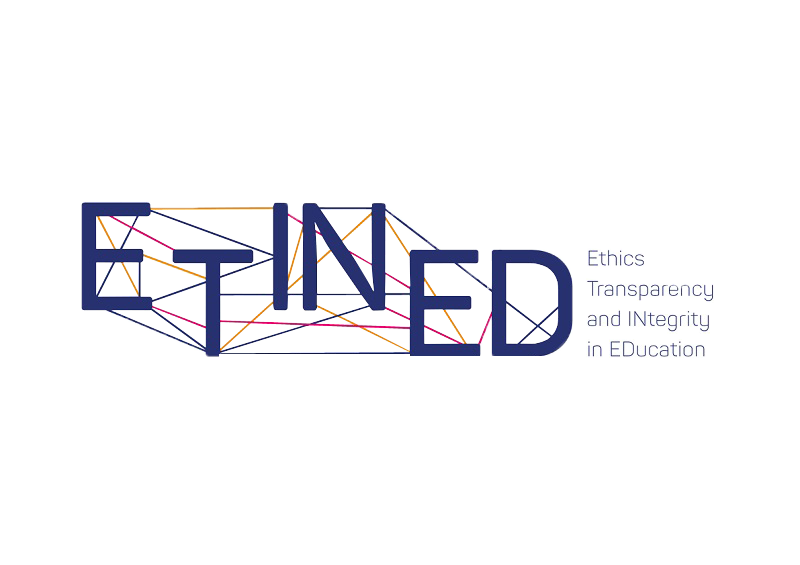 ETINED
Ethics
Transparency
and INtegrity
in EDucation